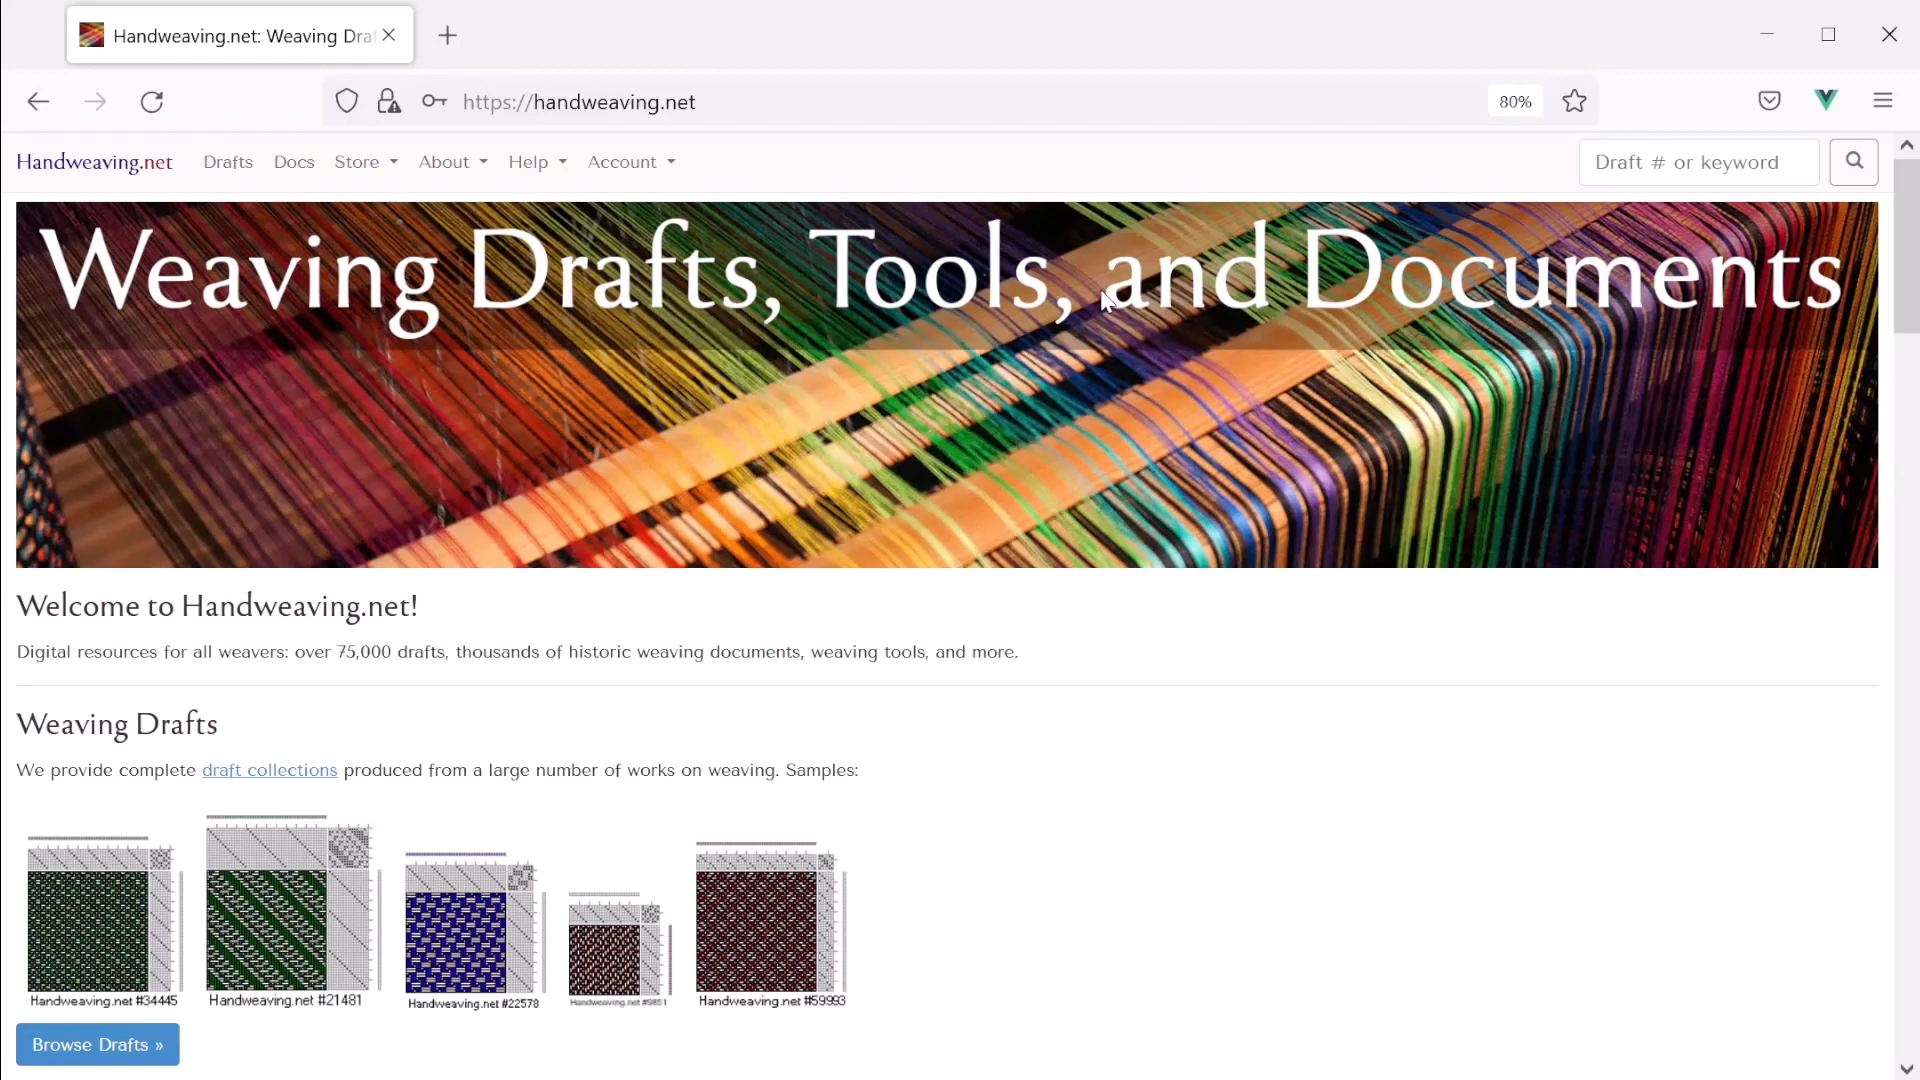 Handweaving.net: Weaving Dra
https://handweaving.net
80%
Handweaving.net Drafts Docs Store About Help Account Draft # or keyword
Weaving Drafts, Tools, and Documents
Welcome to Handweaving.net!
Digital resources for all weavers: over 75,000 drafts, thousands of historic weaving documents, weaving tools, and more.
Weaving Drafts
We provide complete draft collections produced from a large number of works on weaving. Samples:
Handweaving.net #34445 Handweaving.net #21481 Handweaving.net #22578 Handweaving.net #9851 Handweaving.net #59993
Browse Drafts »